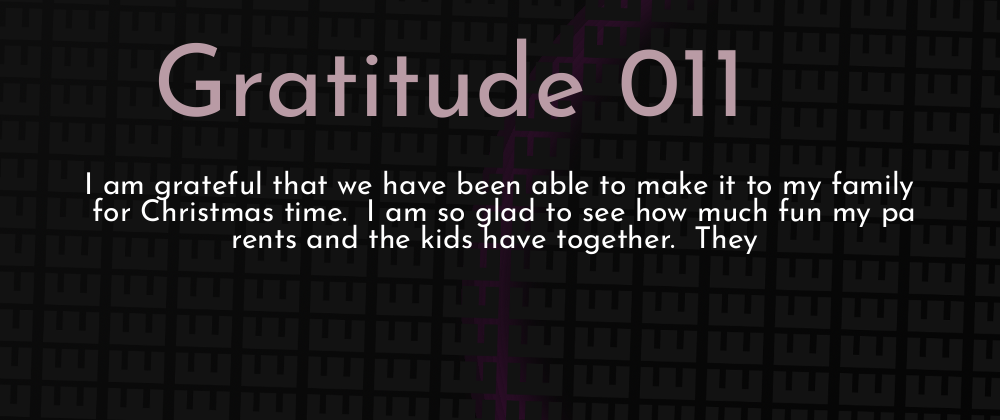 Gratitude 011
I am grateful that we have been able to make it to my family
for Christmas time.  I am so glad to see how much fun my pa
rents and the kids have together.  They